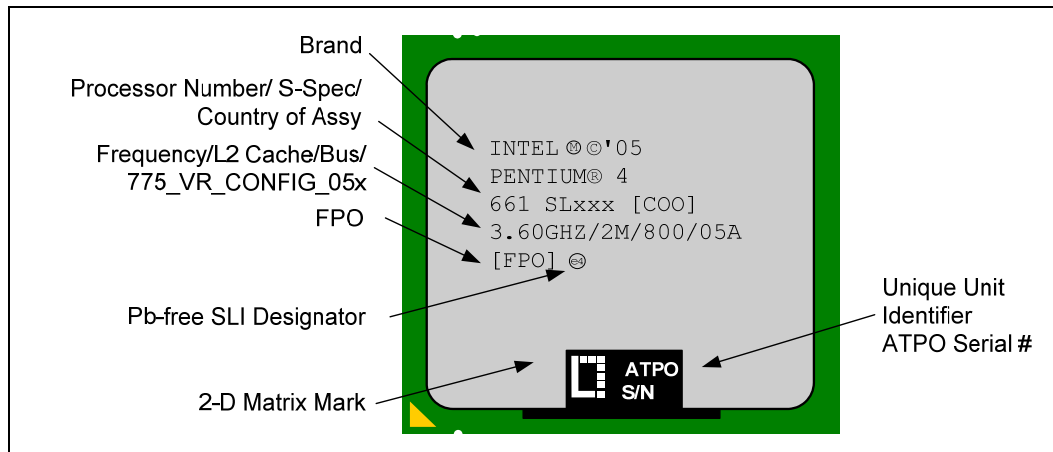 Brand
Processor Number/ S-Spec/
Country of Assy
Frequency/L2 Cache/Bus/
775_VR_CONFIG_05x
FPO
Pb-free SLI Designator
2-D Matrix Mark
INTEL Ⓜ©'05
PENTIUM® 4
661 SLxxx [COO]
3.60GHZ/2M/800/05A
[FPO] e4
ATPO
S/N
Unique Unit
Identifier
ATPO Serial #